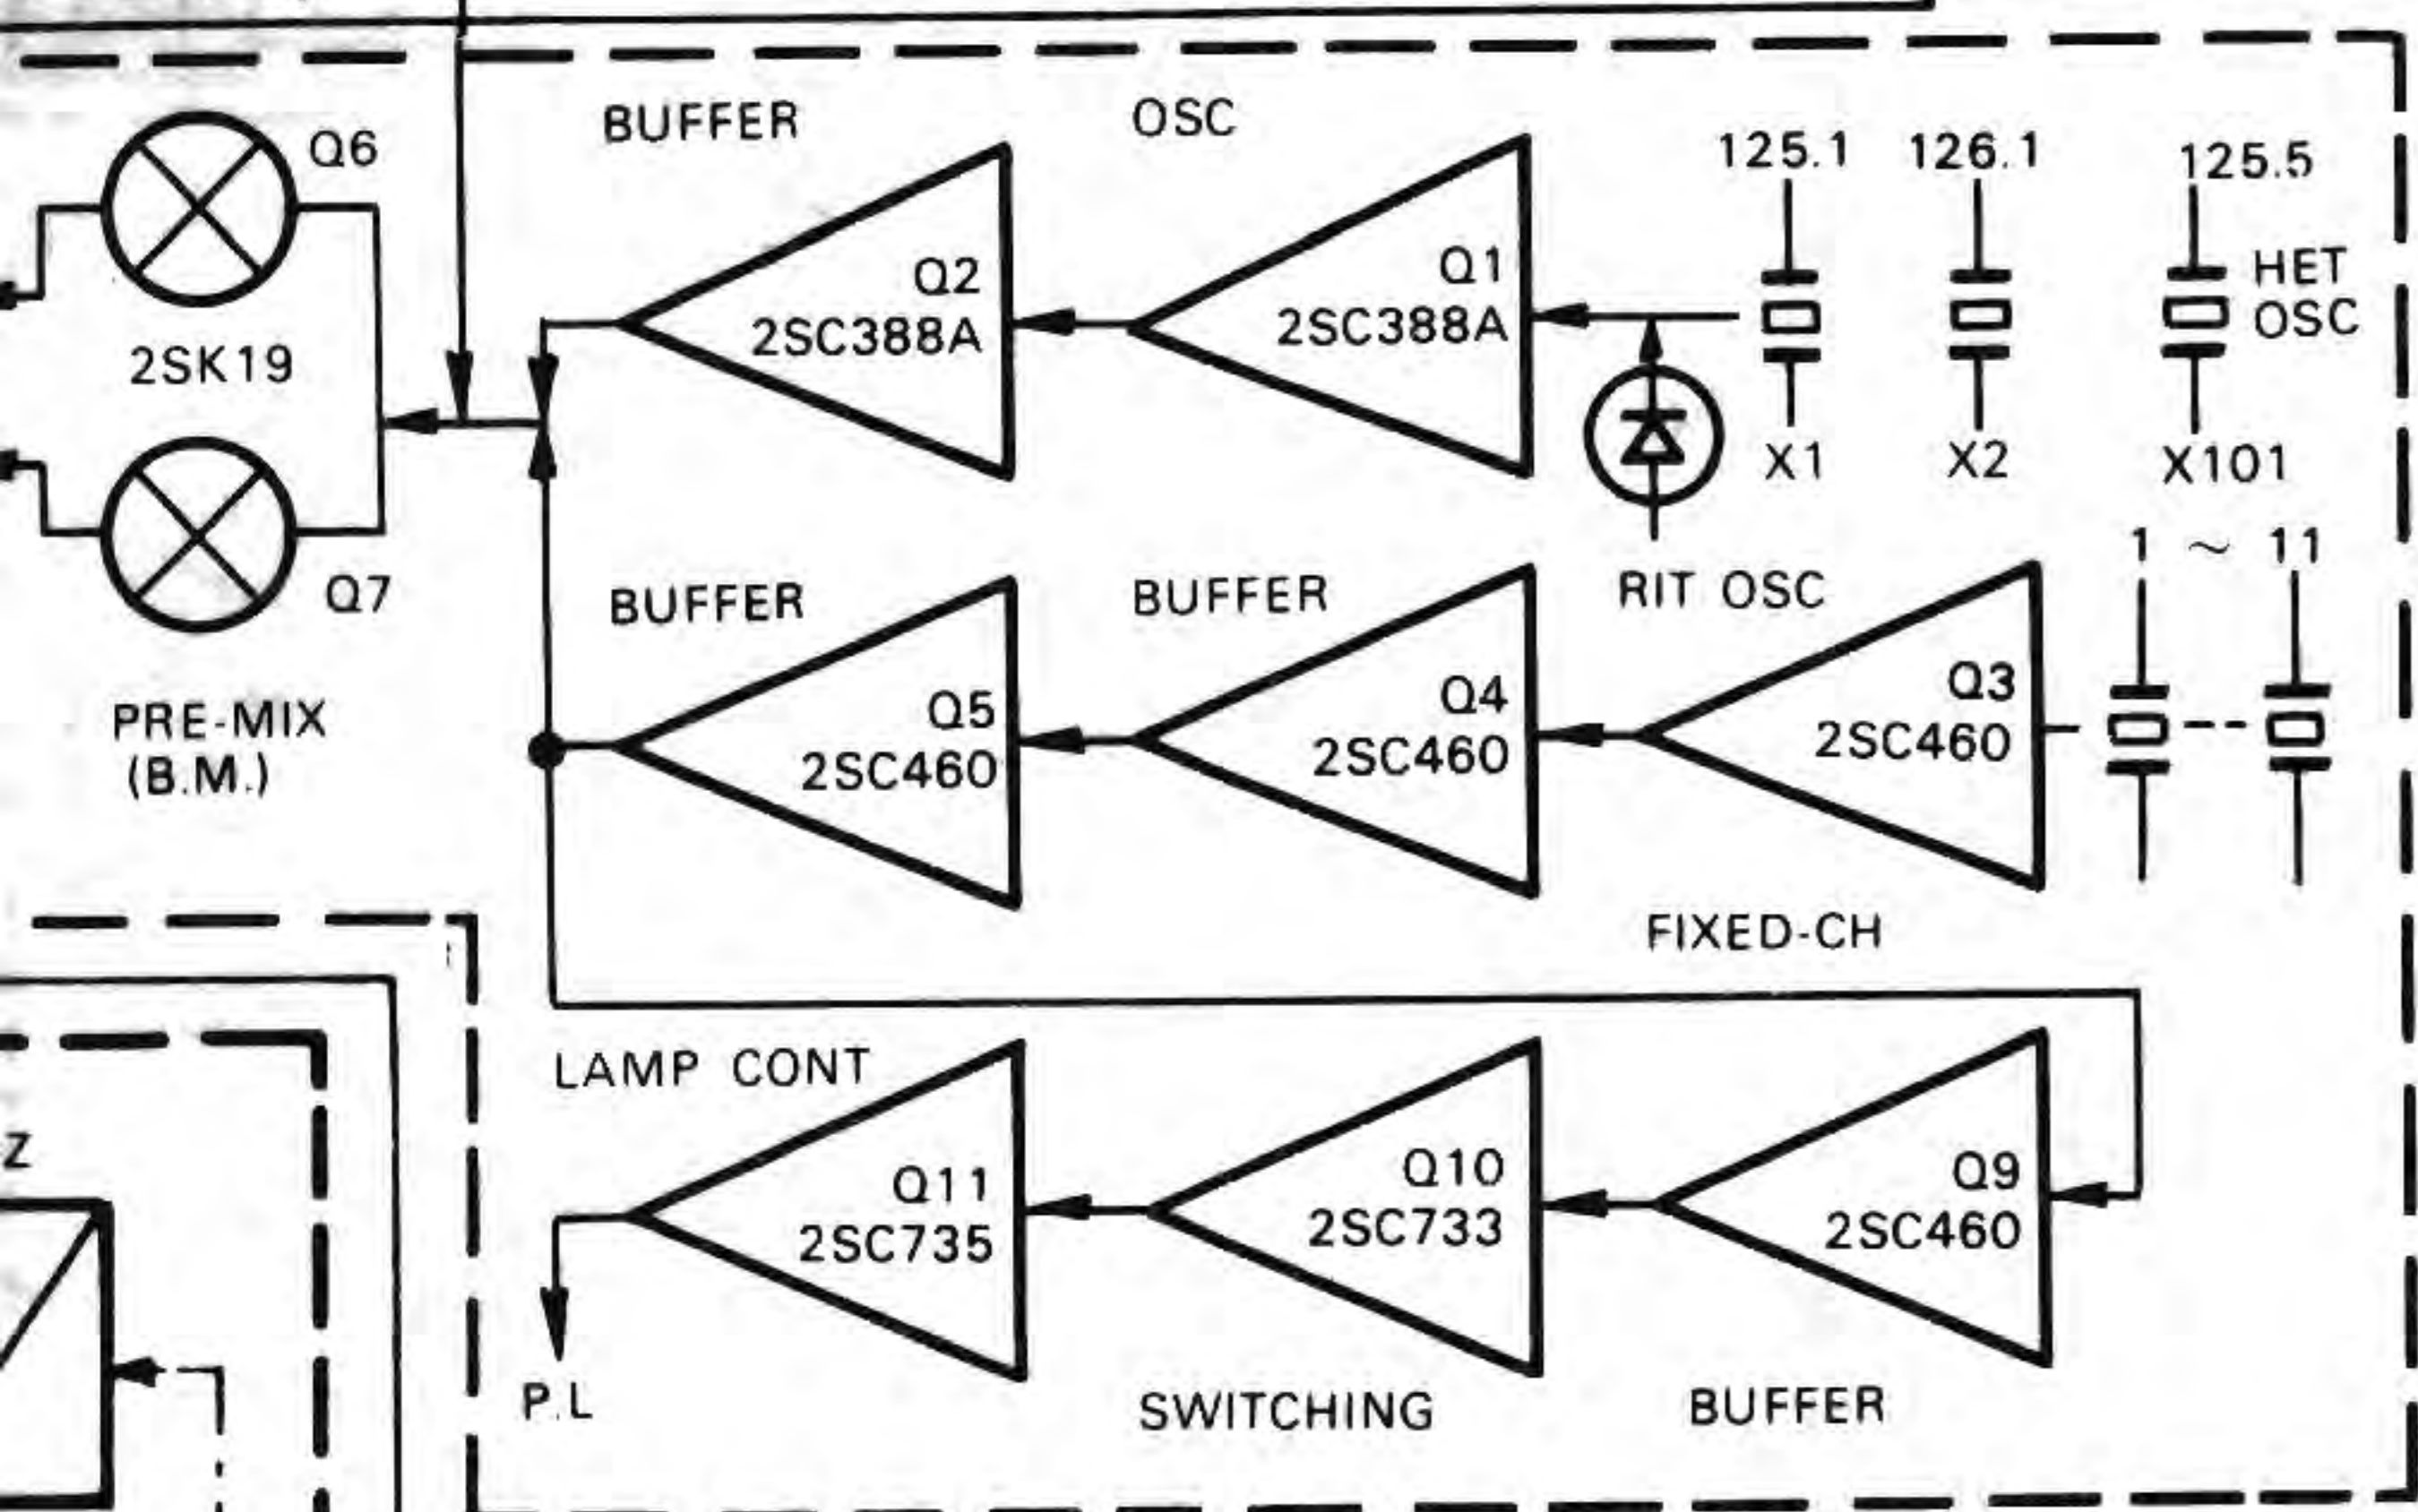 BUFFER
OSC
Q6
125.1
126.1
125.5
Q2
2SC388A
Q1
2SC388A
HET
OSC
2SK19
X1
X2
X101
1 ~ 11
Q7
BUFFER
BUFFER
RIT OSC
PRE-MIX
(B.M.)
Q5
2SC460
Q4
2SC460
Q3
2SC460
FIXED-CH
LAMP CONT
Z
Q11
2SC735
Q10
2SC733
Q9
2SC460
P.L
SWITCHING
BUFFER